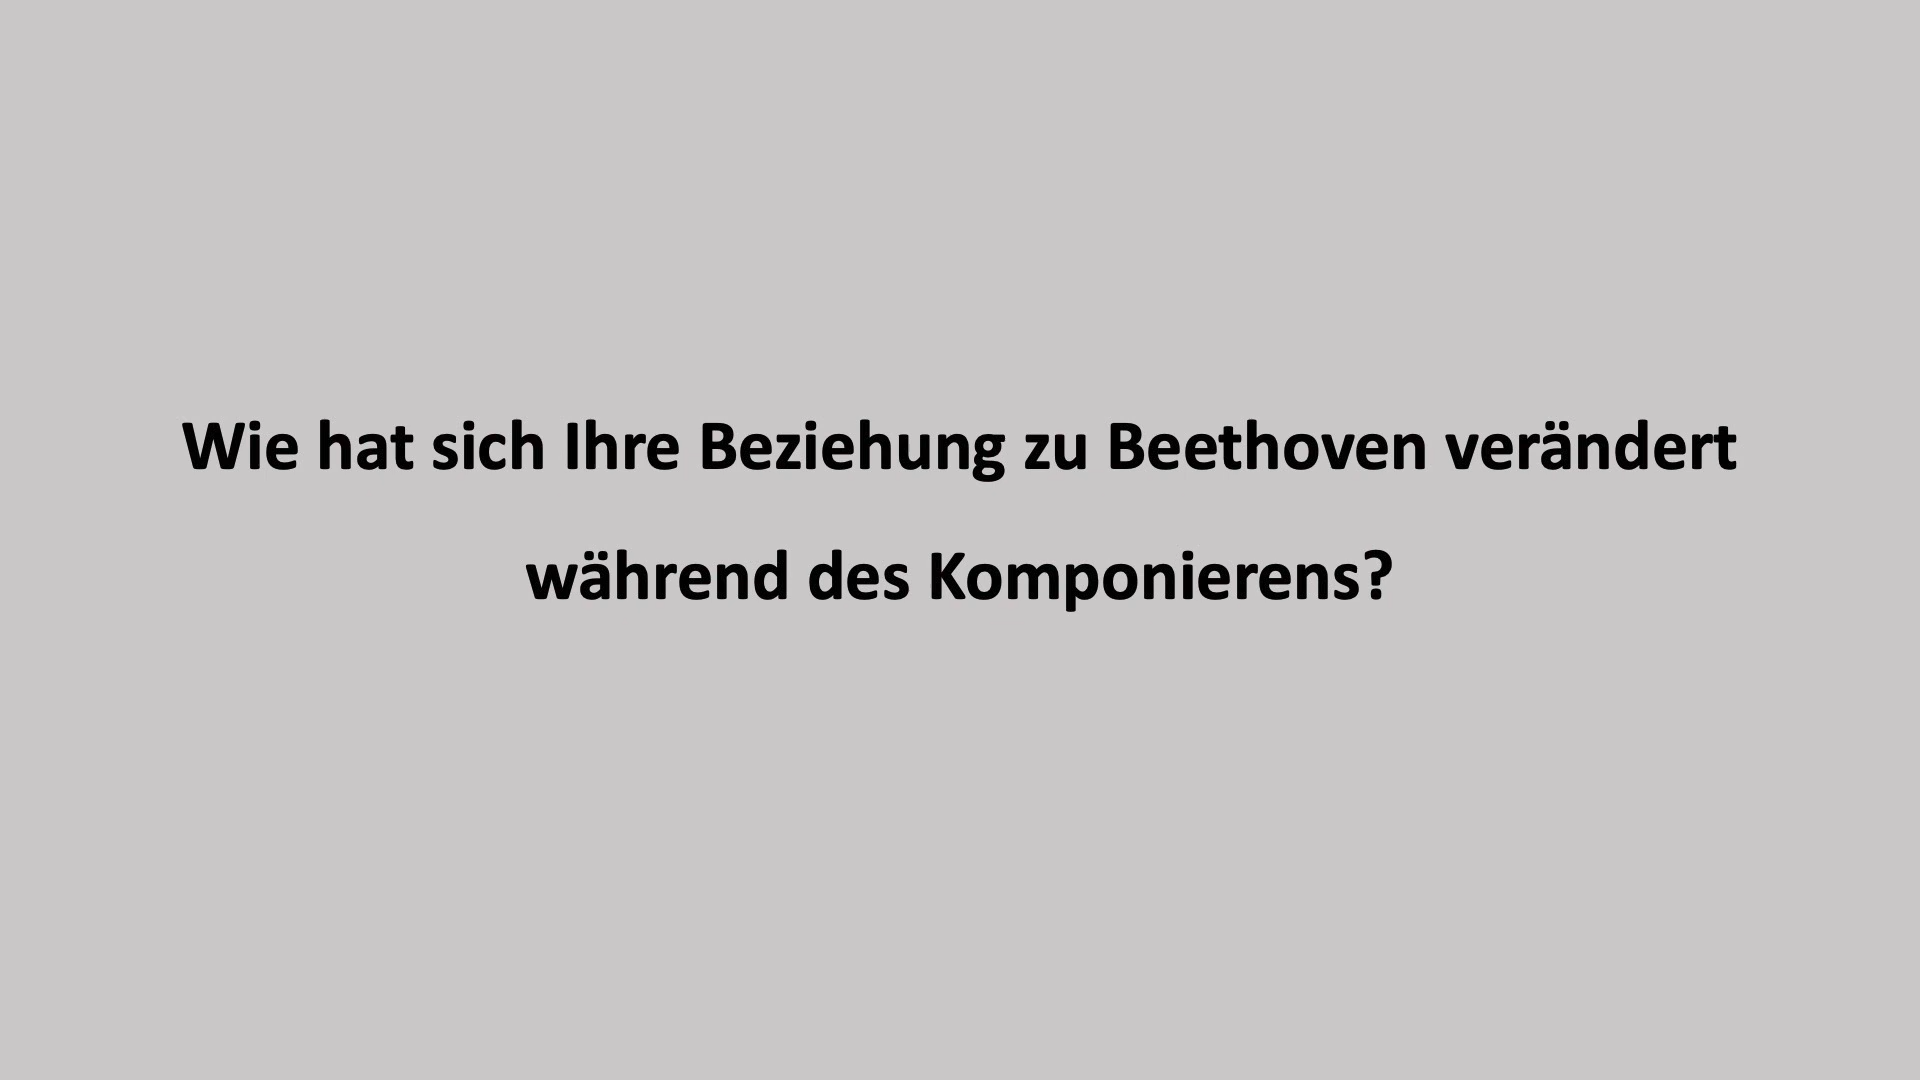 Wie hat sich Ihre Beziehung zu Beethoven verändert
während des Komponierens?